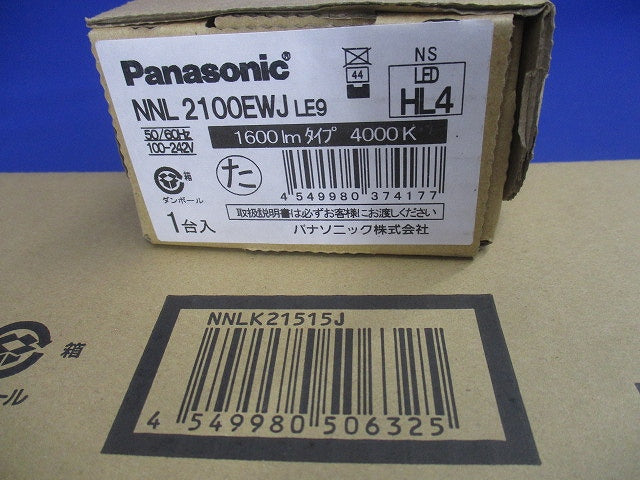 Panasonic
NS
NNL 2100EWJ LE9
44
LED
HL4
50/60Hz
100-242V
1600 lm タイプ 4000K
た
箱
ダンボール
4 549980 374177
1台入
取扱説明書は必ずお客様にお渡しください
パナソニック株式会社
NNLK21515J
箱
ール
4 549980 506325